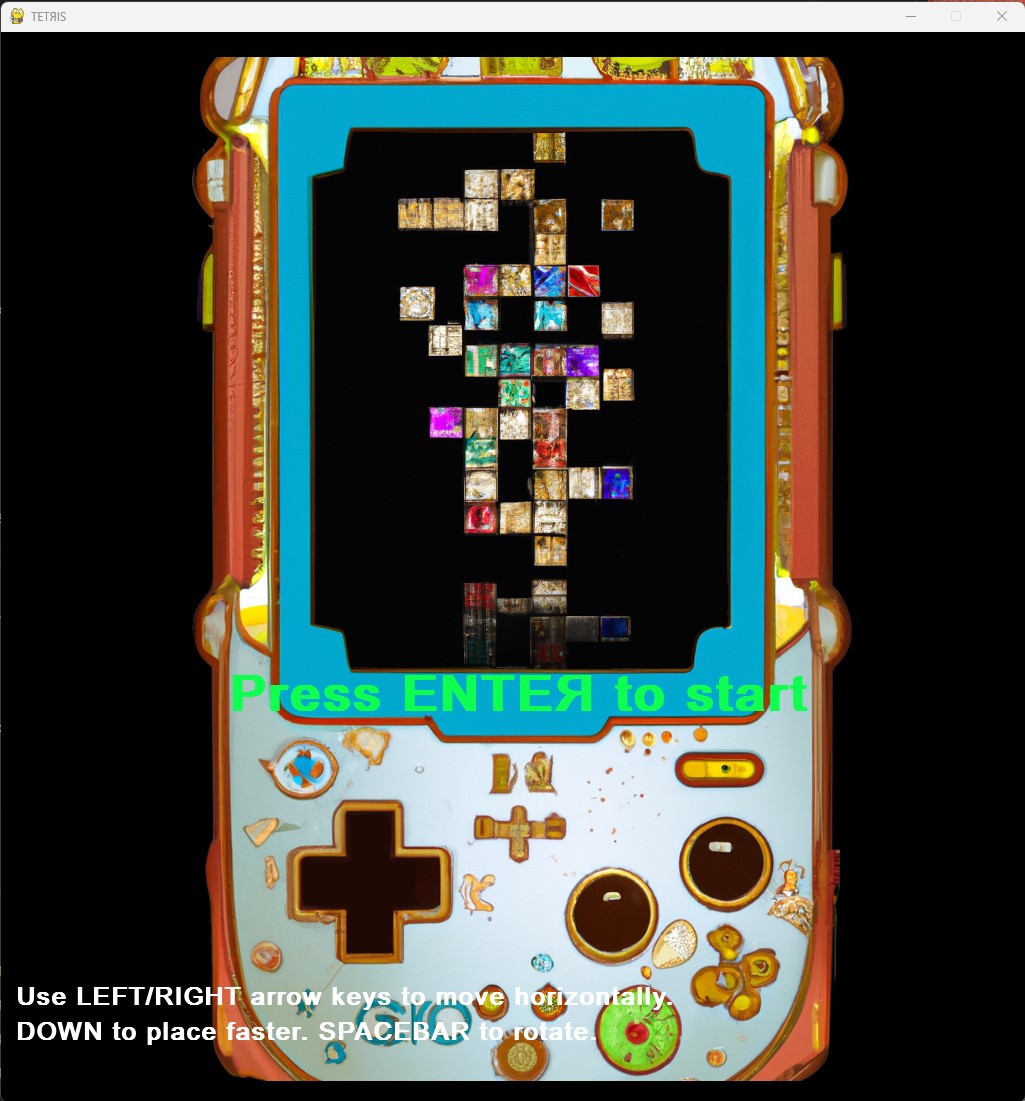 TETЯIS
Press ENTEЯ to start
Use LEFT/RIGHT arrow keys to move horizontally.
DOWN to place faster. SPACEBAR to rotate.